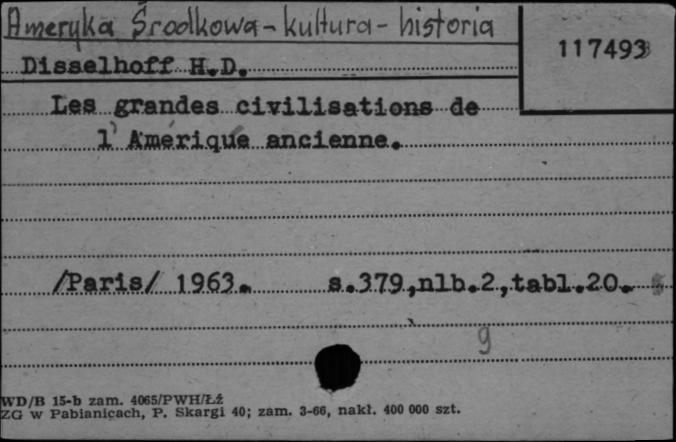 Ameryka Środkowa - kultura - historia
117493
Disselhoff H.D.
Les grandes civilisations de
l'Amérique ancienne.
/Paris/ 1963. s.379,nlb.2,tabl.20.
9
WD/B 15-b zam. 4065/PWH/Łź
ZG w Pabianicach, P. Skargi 40; zam. 3-66, nakł. 400 000 szt.